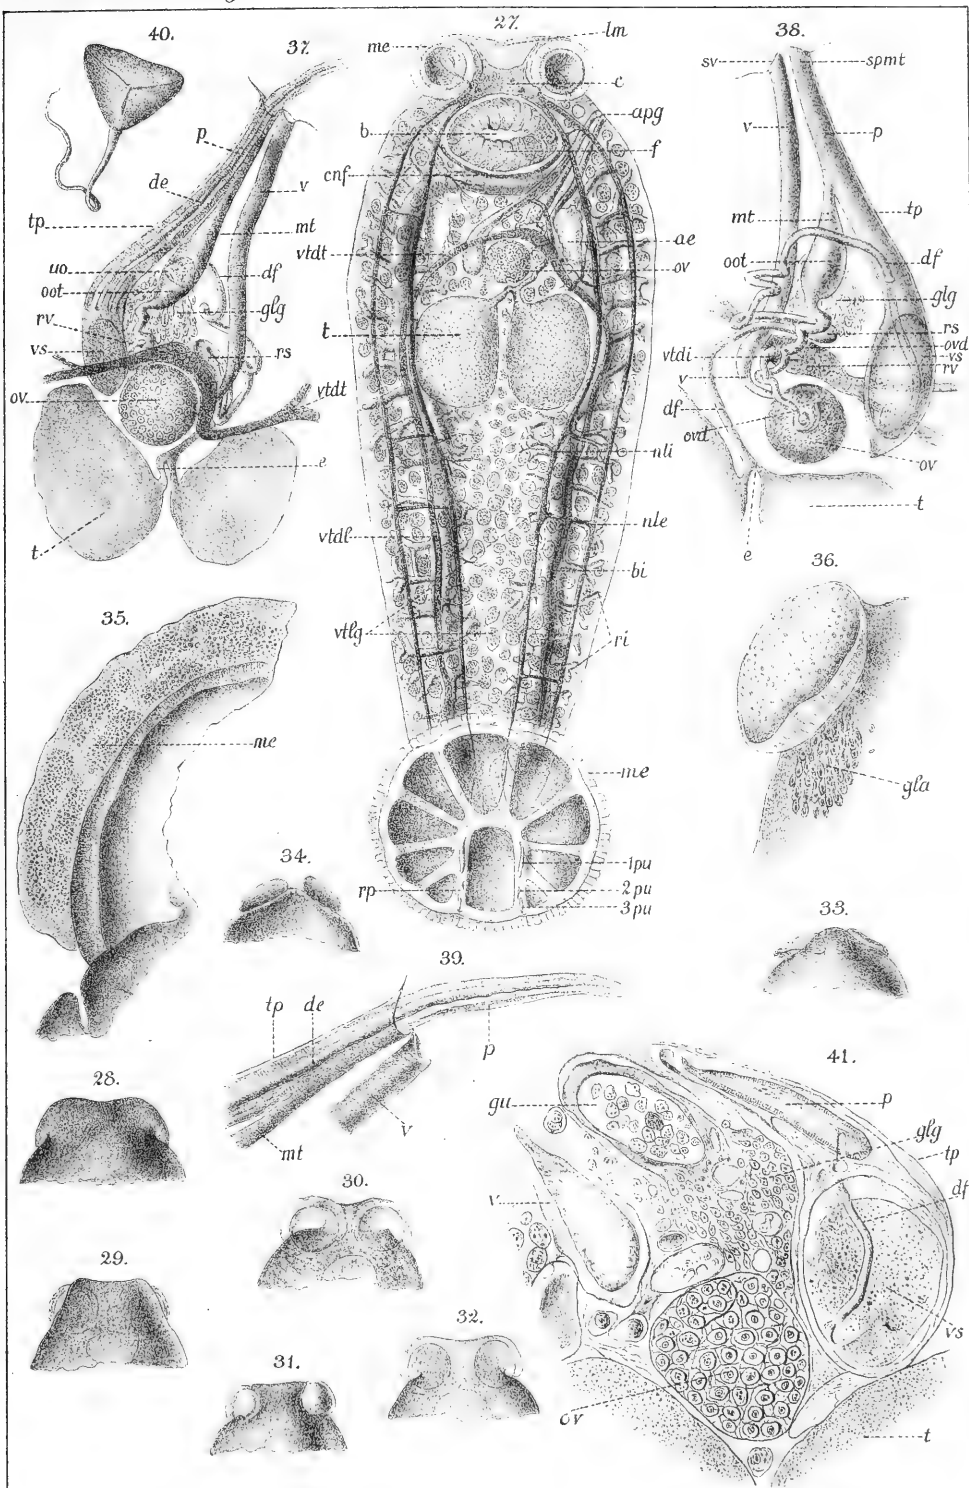 40.
37.
p
de
v
tp
mt
uo
df
oot
glg
rv
vs
rs
ov
vtdt
e
t
27.
me
lm
c
apg
b
f
cnf
vtdt
ae
ov
t
nli
nle
vtdl
bi
vtlg
ri
me
1pu
rp
2pu
3pu
38.
sv
spmt
v
p
mt
tp
oot
df
glg
rs
ovd
vtdi
vs
rv
v
df
ovd
ov
t
e
36.
gla
35.
me
34.
33.
39.
tp
de
p
v
mt
28.
29.
30.
31.
32.
41.
gu
p
glg
tp
df
v
vs
ov
t